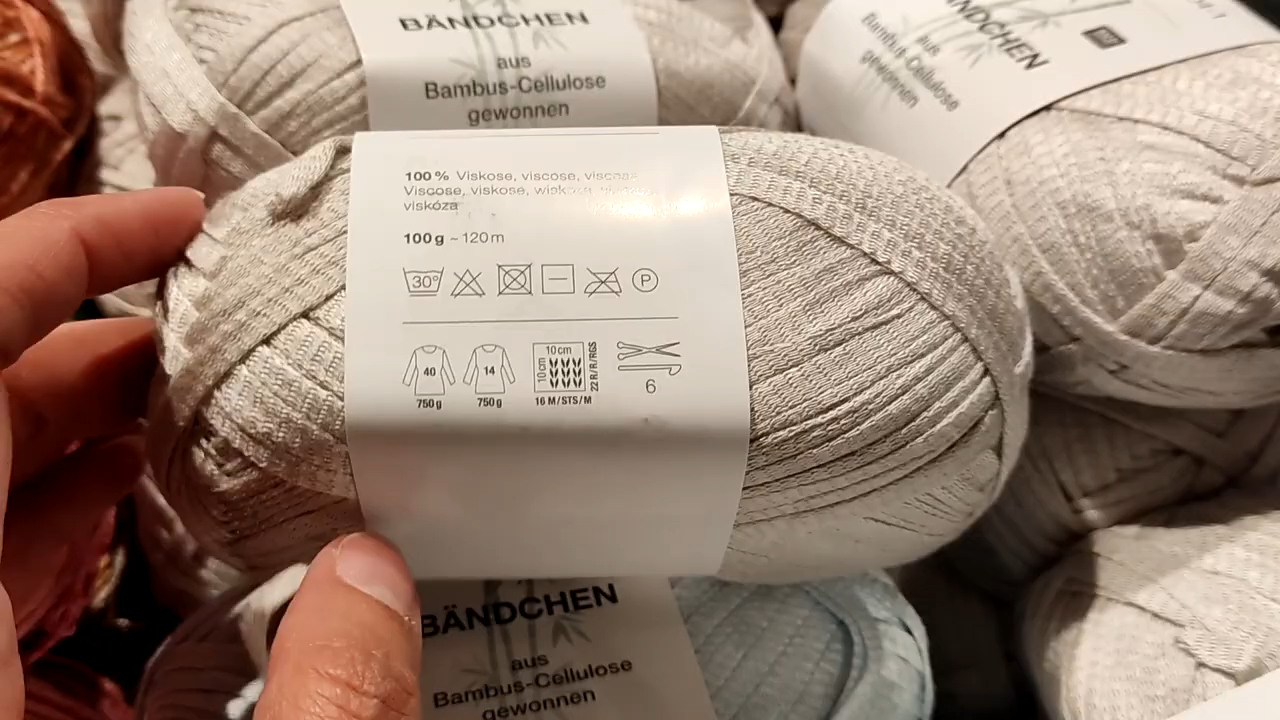 BÄNDCHEN
aus
Bambus-Cellulose
gewonnen
NDCHEN
aus
Bambus-Cellulose
gewonnen
100 % Viskose, viscose, viscosa
Viscose, viskose,
viskóza
100 g ~ 120 m
30°
P
40
750 g
14
750 g
10 cm
10 cm
22 R/R/RGS
16 M/STS/M
6
BÄNDCHEN
aus
Bambus-Cellulose
gewonnen